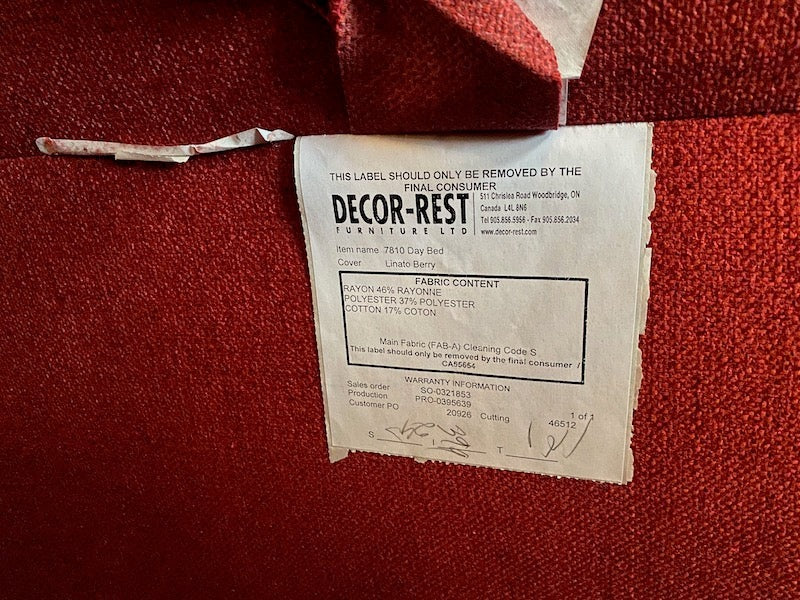 THIS LABEL SHOULD ONLY BE REMOVED BY THE
FINAL CONSUMER
DECOR-REST
FURNITURE LTD
511 Chrislea Road Woodbridge, ON
Canada L4L 8N6
Tel 905.856.5956 - Fax 905.856.2034
www.decor-rest.com
Item name 7810 Day Bed
Cover Linato Berry
FABRIC CONTENT
RAYON 46% RAYONNE
POLYESTER 37% POLYESTER
COTTON 17% COTON
Main Fabric (FAB-A) Cleaning Code S
This label should only be removed by the final consumer /
CA55654
WARRANTY INFORMATION
Sales order SO-0321853
Production PRO-0395639
Customer PO 20926 Cutting 46512
1 of 1
S I T